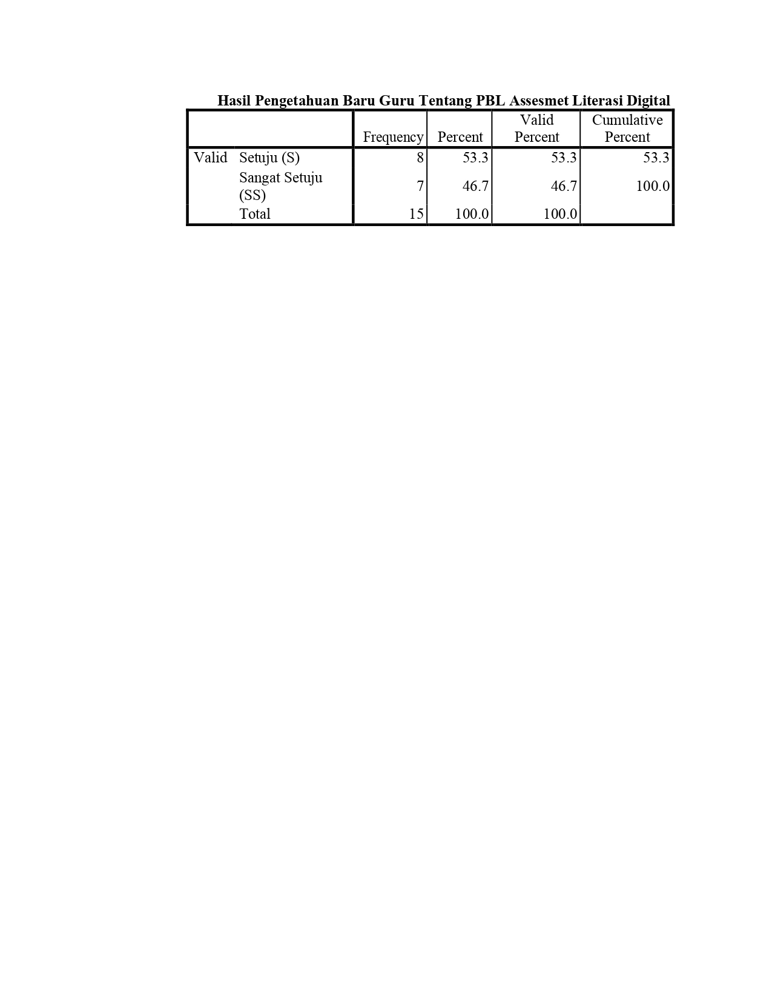 Hasil Pengetahuan Baru Guru Tentang PBL Assesmet Literasi Digital
Frequency Percent Valid Percent Cumulative Percent
Valid Setuju (S) 8 53.3 53.3 53.3
Sangat Setuju (SS) 7 46.7 46.7 100.0
Total 15 100.0 100.0